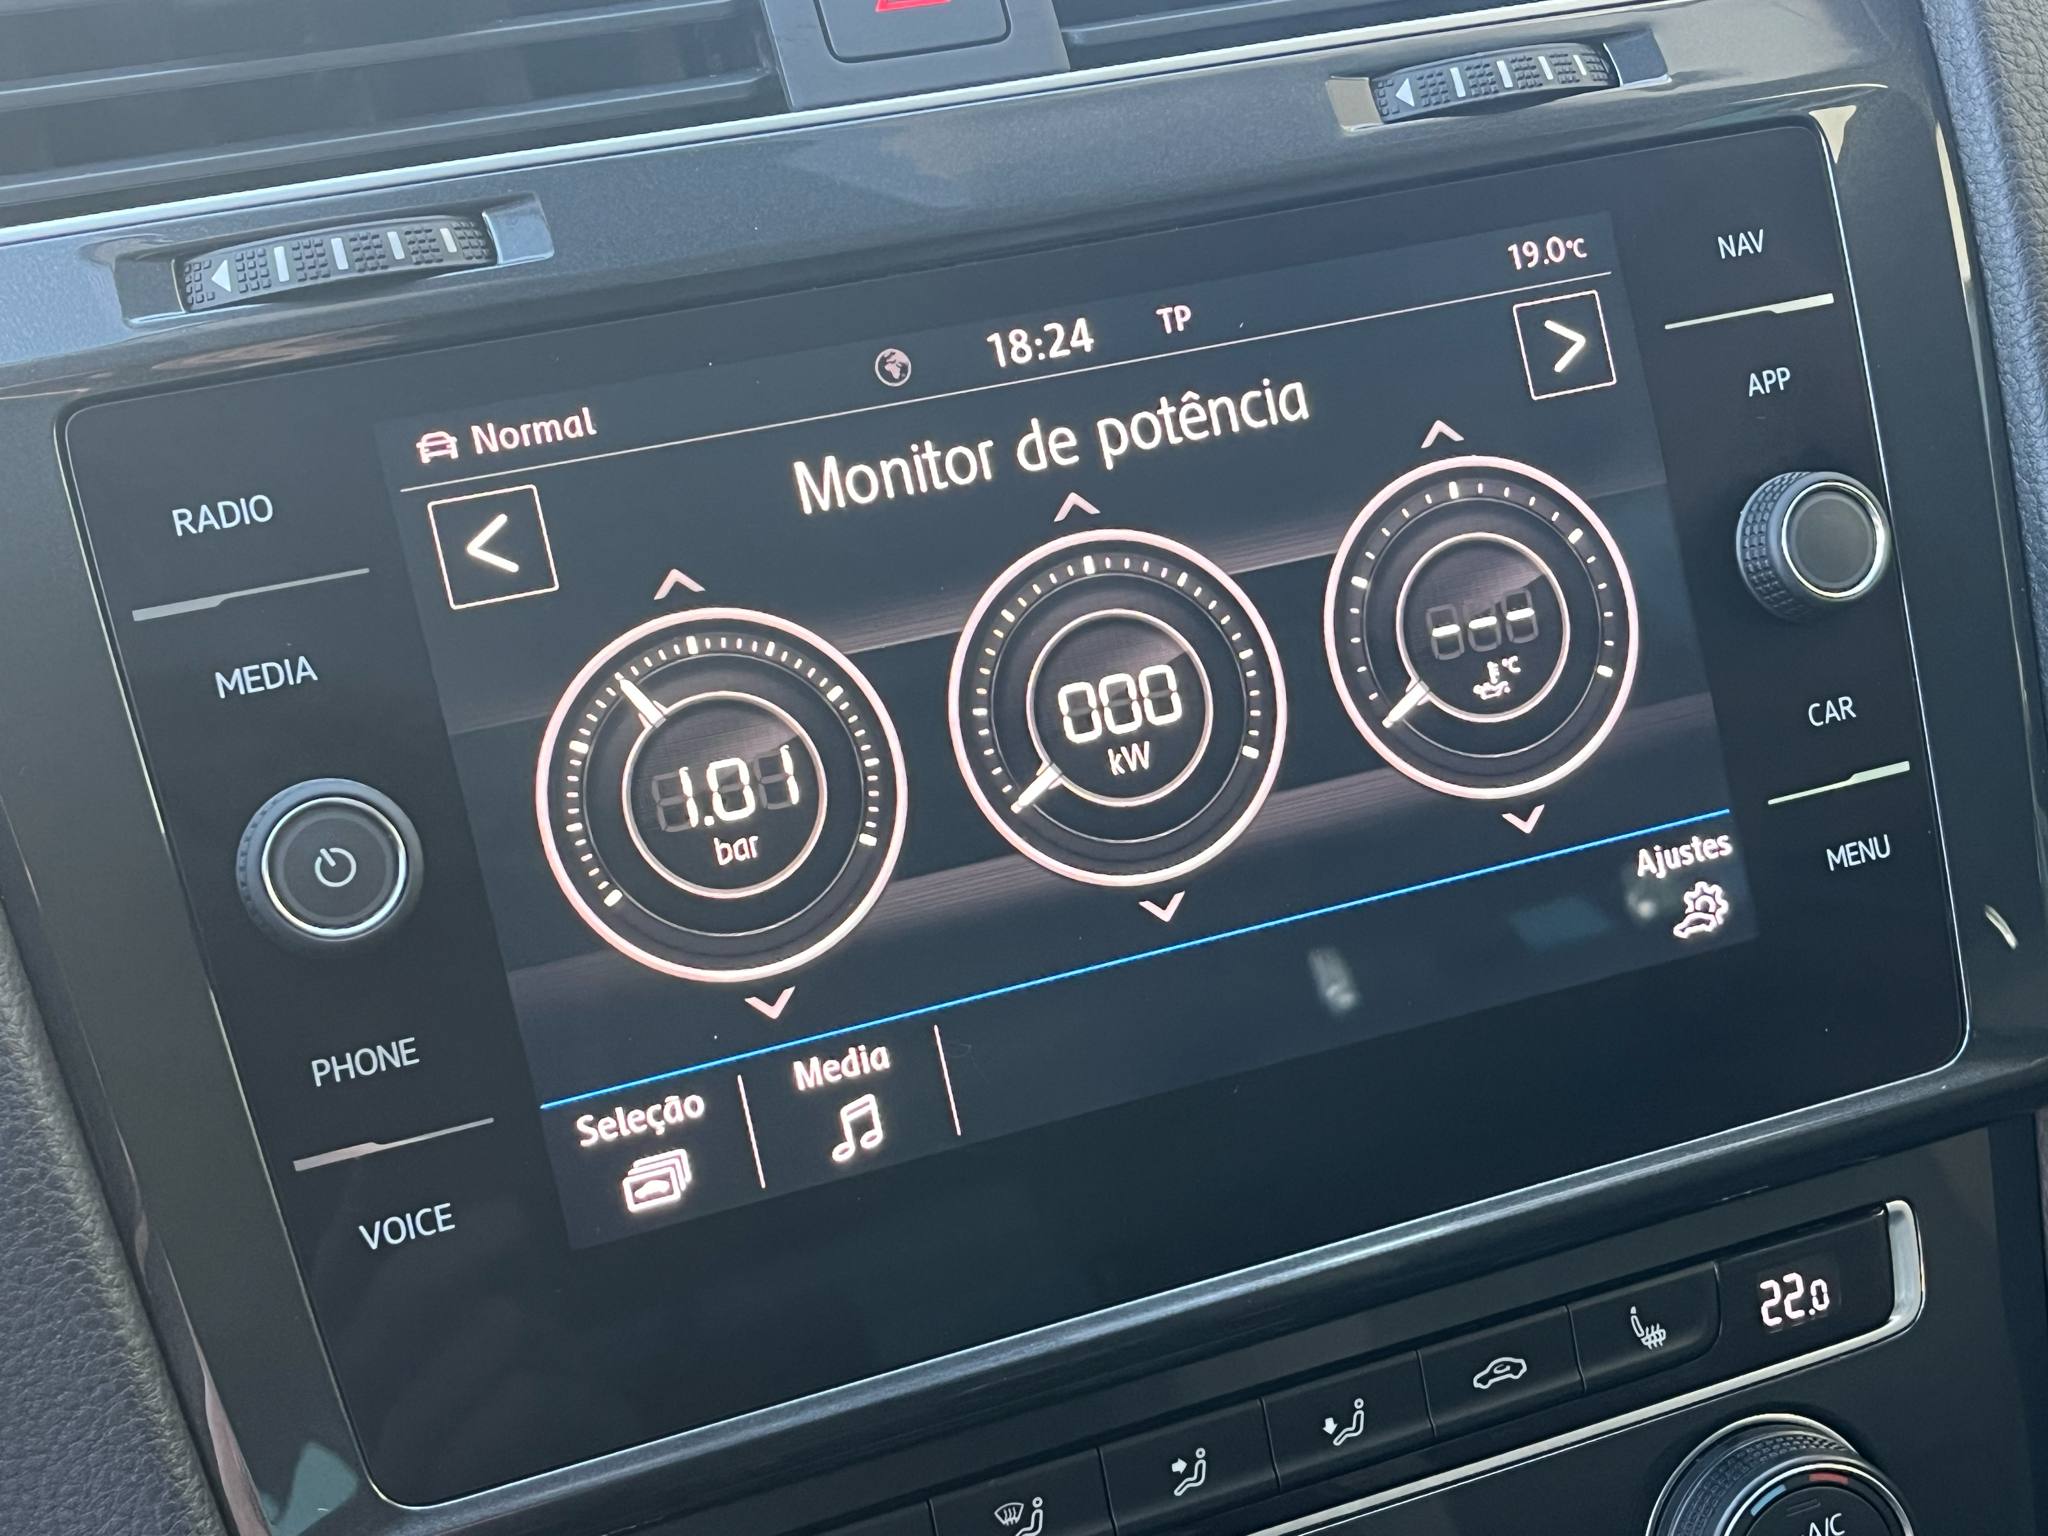 19.0°C
18:24 TP
Normal
Monitor de potência
1.01
bar
000
kW
---
°C
Ajustes
Seleção
Media
RADIO
MEDIA
PHONE
VOICE
NAV
APP
CAR
MENU
22.0
A/C